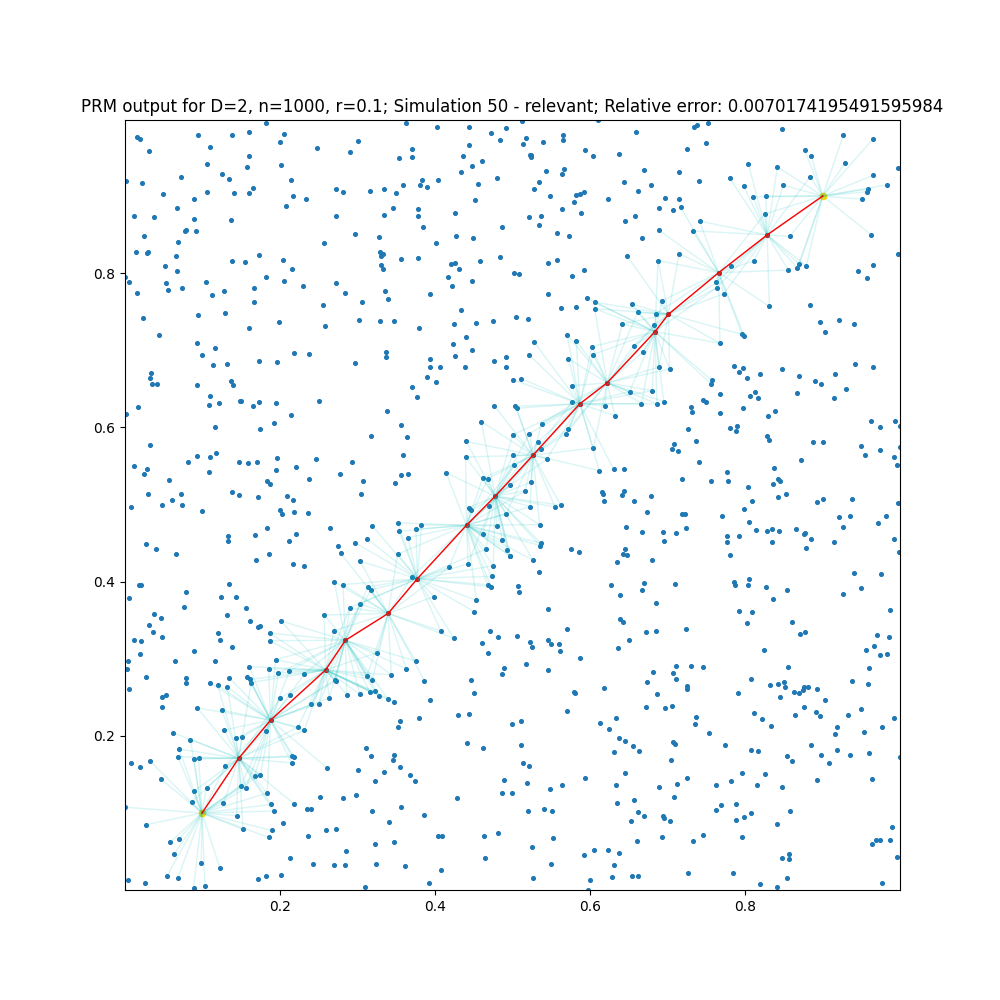 PRM output for D=2, n=1000, r=0.1; Simulation 50 - relevant; Relative error: 0.0070174195491595984
0.8
0.6
0.4
0.2
0.2 0.4 0.6 0.8